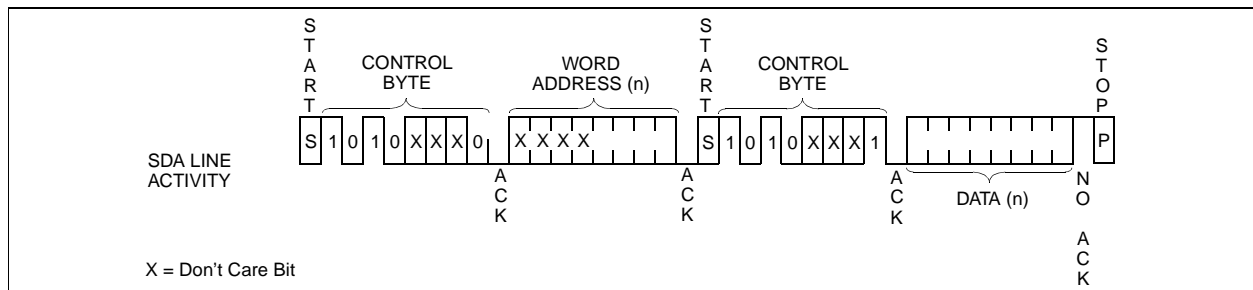 START
CONTROL
BYTE
WORD
ADDRESS (n)
START
CONTROL
BYTE
STOP
SDA LINE
ACTIVITY
S 1 0 1 0 X X X 0 X X X X S 1 0 1 0 X X X 1 P
ACK
ACK
ACK
DATA (n)
NO ACK
X = Don't Care Bit